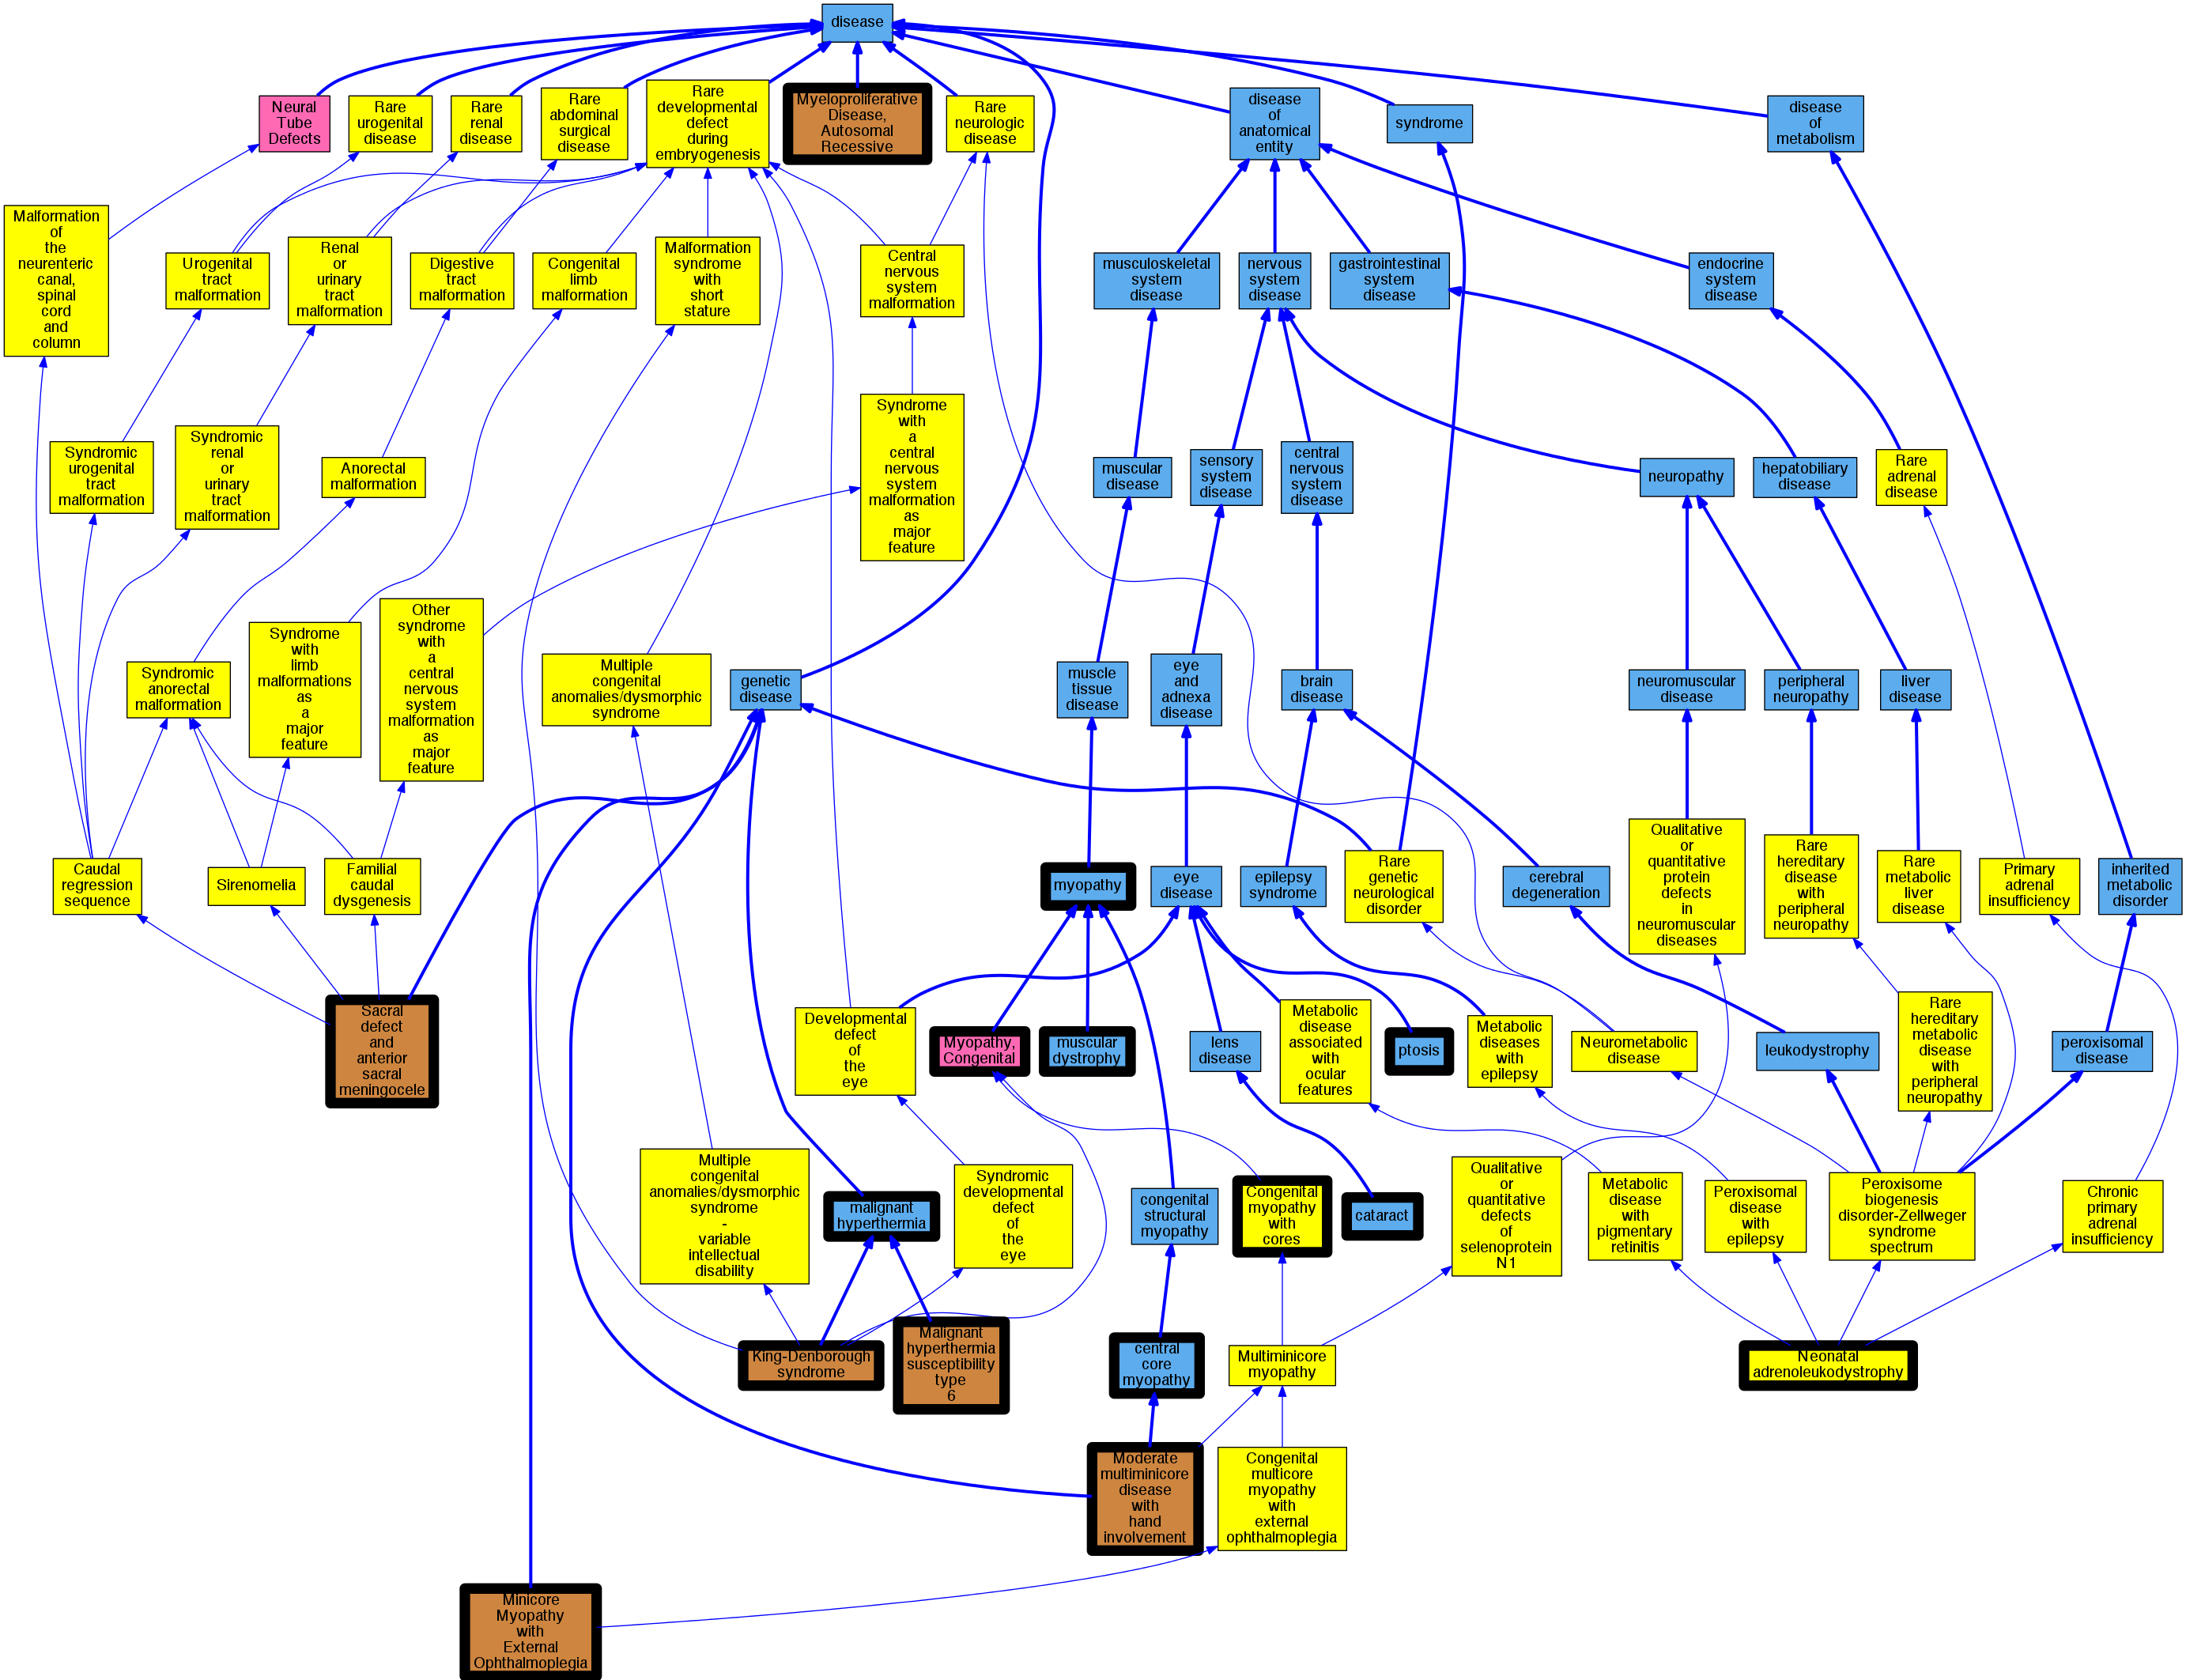 disease
Neural
Tube
Defects
Rare
urogenital
disease
Rare
renal
disease
Rare
abdominal
surgical
disease
Rare
developmental
defect
during
embryogenesis
Myeloproliferative
Disease,
Autosomal
Recessive
Rare
neurologic
disease
disease
of
anatomical
entity
syndrome
disease
of
metabolism
Malformation
of
the
neurenteric
canal,
spinal
cord
and
column
Urogenital
tract
malformation
Renal
or
urinary
tract
malformation
Digestive
tract
malformation
Congenital
limb
malformation
Malformation
syndrome
with
short
stature
Central
nervous
system
malformation
musculoskeletal
system
disease
nervous
system
disease
gastrointestinal
system
disease
endocrine
system
disease
Syndromic
urogenital
tract
malformation
Syndromic
renal
or
urinary
tract
malformation
Anorectal
malformation
Syndrome
with
a
central
nervous
system
malformation
as
major
feature
muscular
disease
sensory
system
disease
central
nervous
system
disease
neuropathy
hepatobiliary
disease
Rare
adrenal
disease
Syndromic
anorectal
malformation
Syndrome
with
limb
malformations
as
a
major
feature
Other
syndrome
with
a
central
nervous
system
malformation
as
major
feature
Multiple
congenital
anomalies/dysmorphic
syndrome
genetic
disease
muscle
tissue
disease
eye
and
adnexa
disease
brain
disease
neuromuscular
disease
peripheral
neuropathy
liver
disease
Caudal
regression
sequence
Sirenomelia
Familial
caudal
dysgenesis
myopathy
eye
disease
epilepsy
syndrome
Rare
genetic
neurological
disorder
cerebral
degeneration
Qualitative
or
quantitative
protein
defects
in
neuromuscular
diseases
Rare
hereditary
disease
with
peripheral
neuropathy
Rare
metabolic
liver
disease
Primary
adrenal
insufficiency
inherited
metabolic
disorder
Sacral
defect
and
anterior
sacral
meningocele
Developmental
defect
of
the
eye
Myopathy,
Congenital
muscular
dystrophy
lens
disease
Metabolic
disease
associated
with
ocular
features
ptosis
Metabolic
diseases
with
epilepsy
Neurometabolic
disease
leukodystrophy
Rare
hereditary
metabolic
disease
with
peripheral
neuropathy
peroxisomal
disease
Multiple
congenital
anomalies/dysmorphic
syndrome
-
variable
intellectual
disability
malignant
hyperthermia
Syndromic
developmental
defect
of
the
eye
congenital
structural
myopathy
Congenital
myopathy
with
cores
cataract
Qualitative
or
quantitative
defects
of
selenoprotein
N1
Metabolic
disease
with
pigmentary
retinitis
Peroxisomal
disease
with
epilepsy
Peroxisome
biogenesis
disorder-Zellweger
syndrome
spectrum
Chronic
primary
adrenal
insufficiency
King-Denborough
syndrome
Malignant
hyperthermia
susceptibility
type
6
central
core
myopathy
Multiminicore
myopathy
Neonatal
adrenoleukodystrophy
Moderate
multiminicore
disease
with
hand
involvement
Congenital
multicore
myopathy
with
external
ophthalmoplegia
Minicore
Myopathy
with
External
Ophthalmoplegia